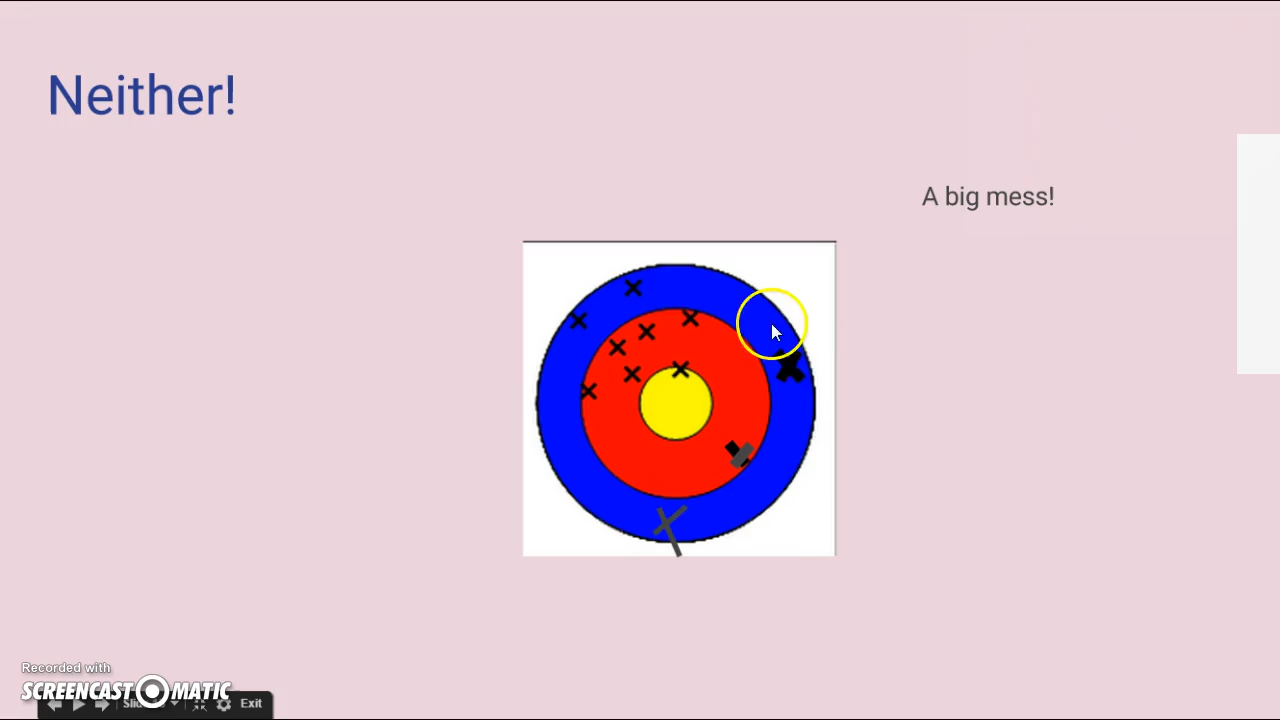 Neither!
A big mess!
Recorded with
SCREENCAST MATIC
Exit